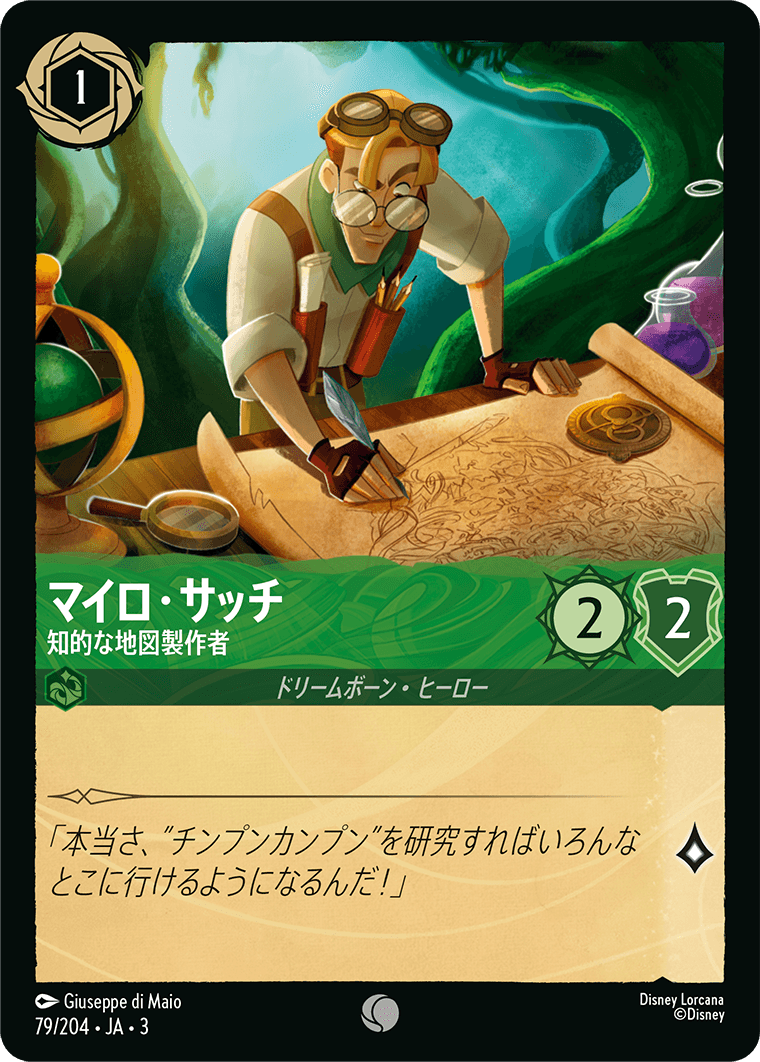 1
マイロ・サッチ
知的な地図製作者
2 2
ドリームボーン・ヒーロー
「本当さ、"チンプンカンプン"を研究すればいろんな
とこに行けるようになるんだ！」
Giuseppe di Maio
79/204 • JA • 3
Disney Lorcana
©Disney